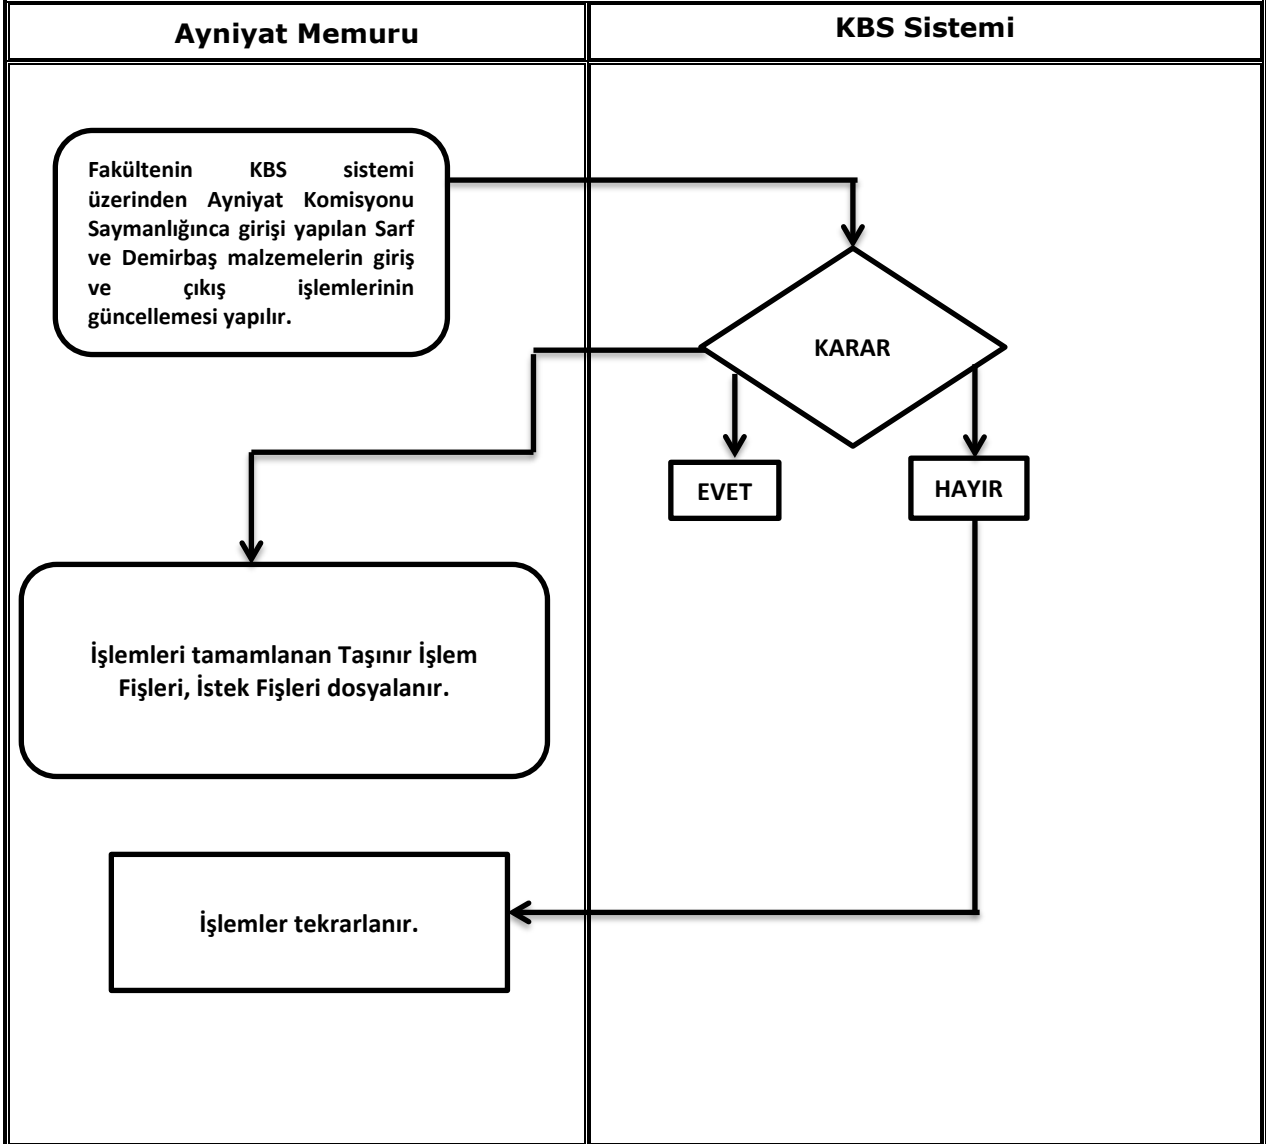 Ayniyat Memuru
KBS Sistemi
Fakültenin KBS sistemi
üzerinden Ayniyat Komisyonu
Saymanlığınca girişi yapılan Sarf
ve Demirbaş malzemelerin giriş
ve çıkış işlemlerinin
güncellemesi yapılır.
KARAR
EVET
HAYIR
İşlemleri tamamlanan Taşınır İşlem
Fişleri, İstek Fişleri dosyalanır.
İşlemler tekrarlanır.